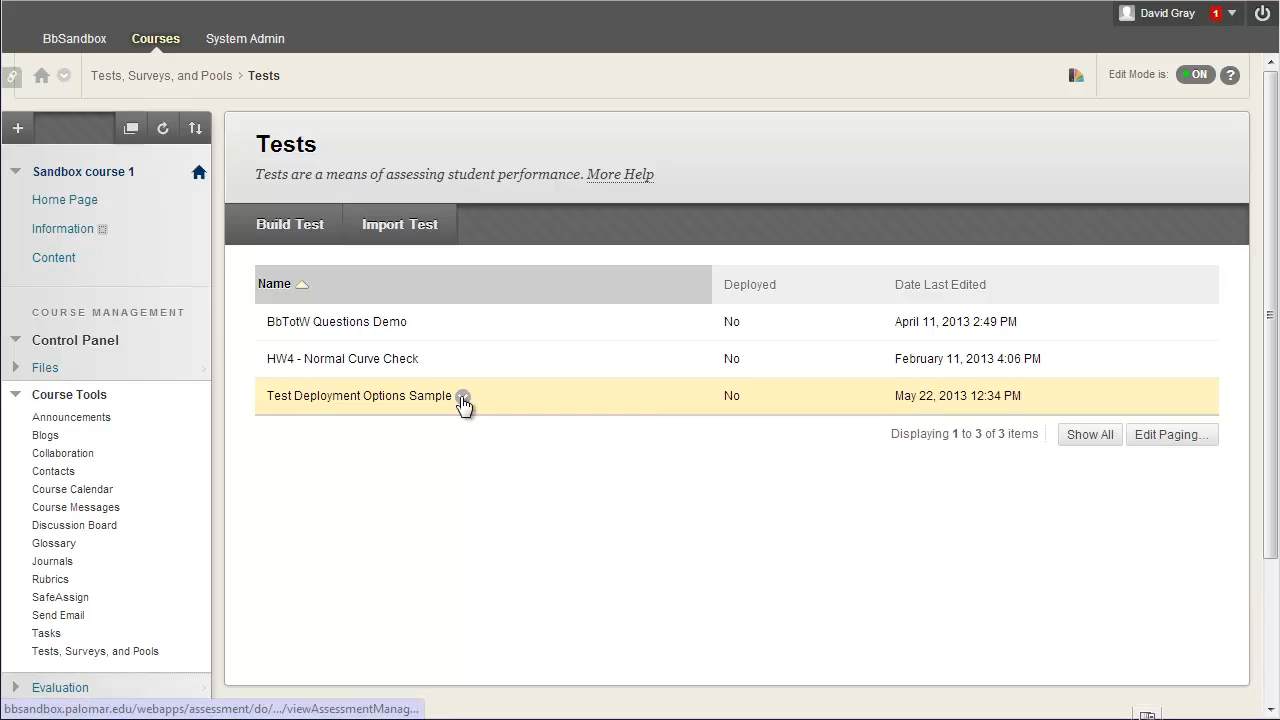 David Gray 1
BbSandbox Courses System Admin
Tests, Surveys, and Pools > Tests
Edit Mode is: ON ?
Sandbox course 1
Home Page
Information
Content
COURSE MANAGEMENT
Control Panel
Files
Course Tools
Announcements
Blogs
Collaboration
Contacts
Course Calendar
Course Messages
Discussion Board
Glossary
Journals
Rubrics
SafeAssign
Send Email
Tasks
Tests, Surveys, and Pools
Evaluation
Tests
Tests are a means of assessing student performance. More Help
Build Test Import Test
Name Deployed Date Last Edited
BbTotW Questions Demo No April 11, 2013 2:49 PM
HW4 - Normal Curve Check No February 11, 2013 4:06 PM
Test Deployment Options Sample No May 22, 2013 12:34 PM
Displaying 1 to 3 of 3 items Show All Edit Paging...
bbsandbox.palomar.edu/webapps/assessment/do/.../viewAssessmentManag...